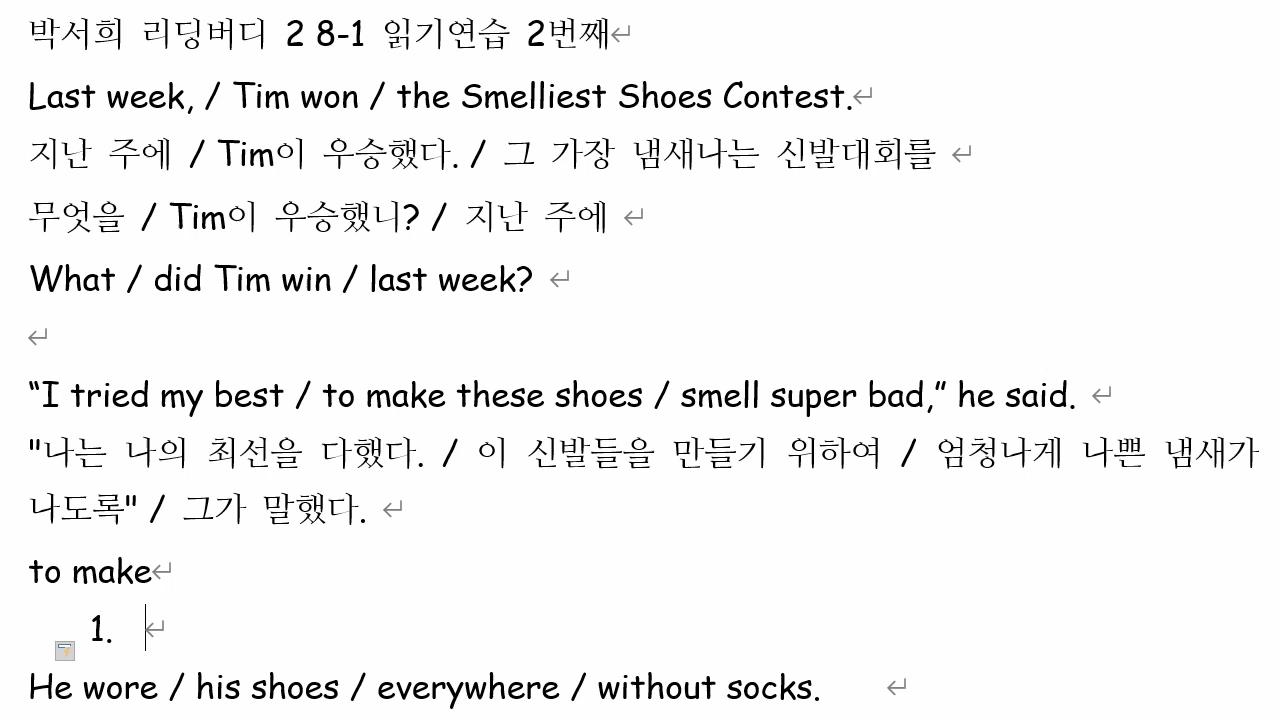 박서희 리딩버디 2 8-1 읽기연습 2번째
Last week, / Tim won / the Smelliest Shoes Contest.
지난 주에 / Tim이 우승했다. / 그 가장 냄새나는 신발대회를
무엇을 / Tim이 우승했니? / 지난 주에
What / did Tim win / last week?
“I tried my best / to make these shoes / smell super bad,” he said.
"나는 나의 최선을 다했다. / 이 신발들을 만들기 위하여 / 엄청나게 나쁜 냄새가
나도록" / 그가 말했다.
to make
1.
He wore / his shoes / everywhere / without socks.